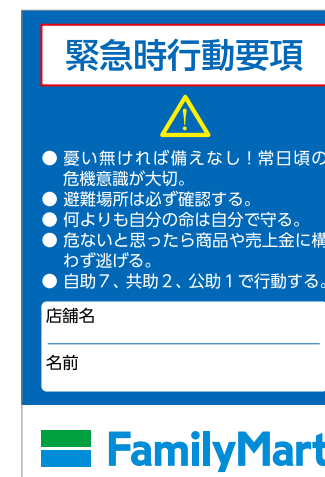 緊急時行動要項
● 憂い無ければ備えなし！常日頃の
危機意識が大切。
● 避難場所は必ず確認する。
● 何よりも自分の命は自分で守る。
● 危ないと思ったら商品や売上金に構
わず逃げる。
● 自助７、共助２、公助１で行動する。
店舗名
名前
FamilyMart